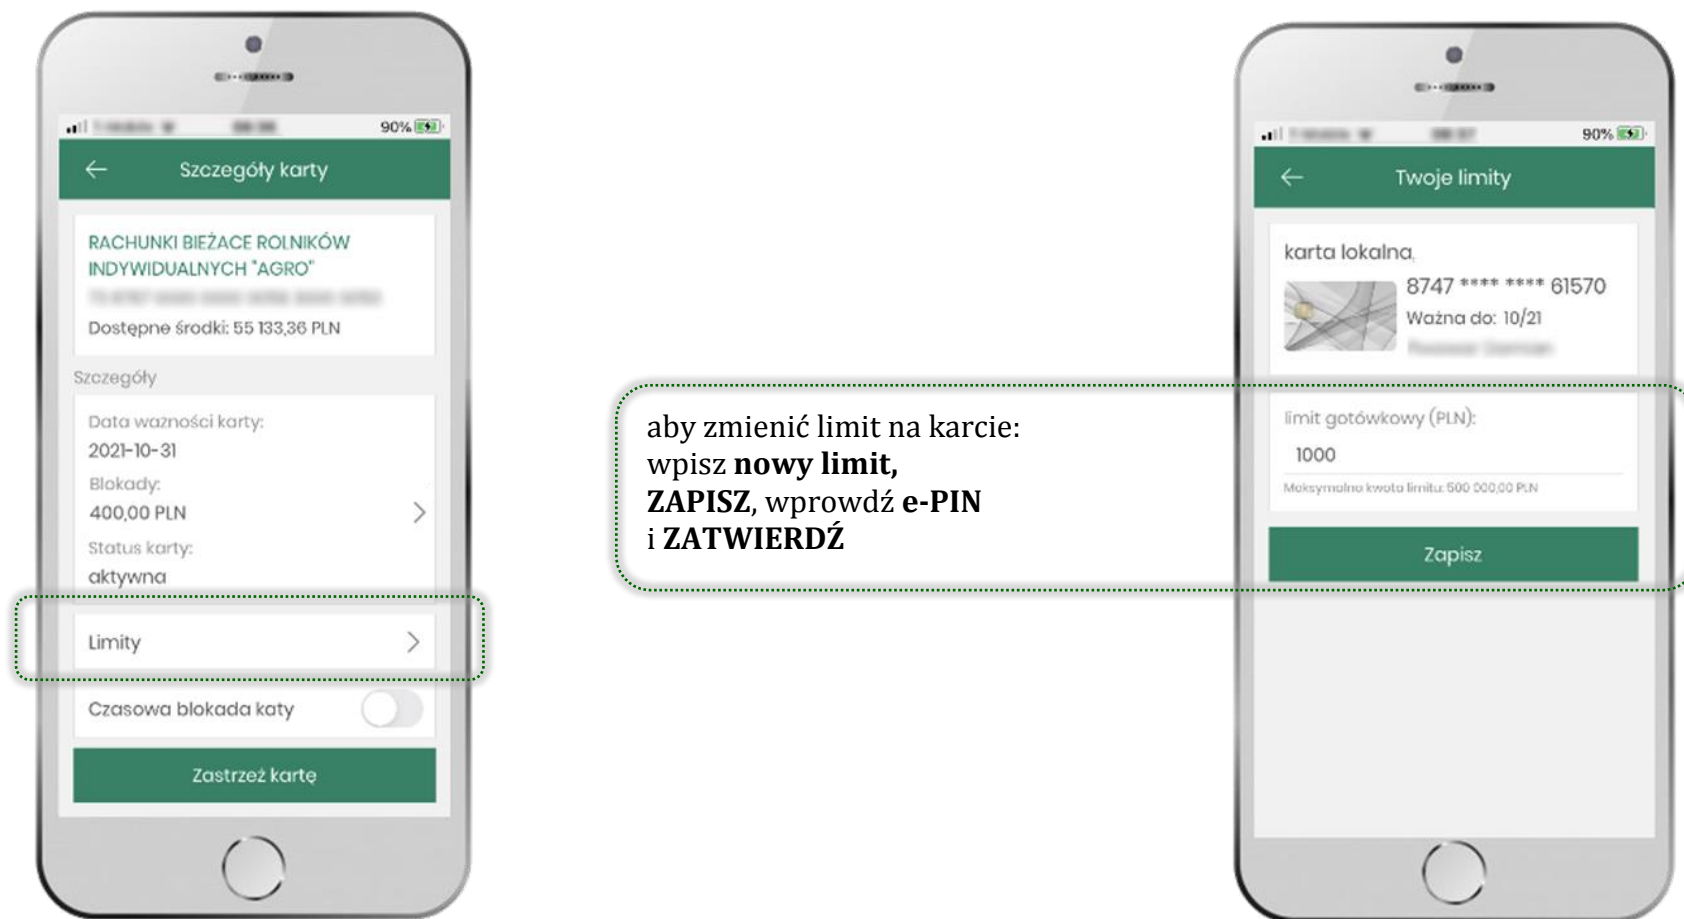 90%
Szczegóły karty
RACHUNKI BIEŻACE ROLNIKÓW
INDYWIDUALNYCH "AGRO"
Dostępne środki: 55 133,36 PLN
Szczegóły
Data ważności karty:
2021-10-31
Blokady:
400,00 PLN
Status karty:
aktywna
Limity
Czasowa blokada katy
Zastrzeż kartę
aby zmienić limit na karcie:
wpisz nowy limit,
ZAPISZ, wprowdź e-PIN
i ZATWIERDŹ
90%
Twoje limity
karta lokalna,
8747 **** **** 61570
Ważna do: 10/21
limit gotówkowy (PLN):
1000
Maksymalna kwota limitu: 500 000,00 PLN
Zapisz